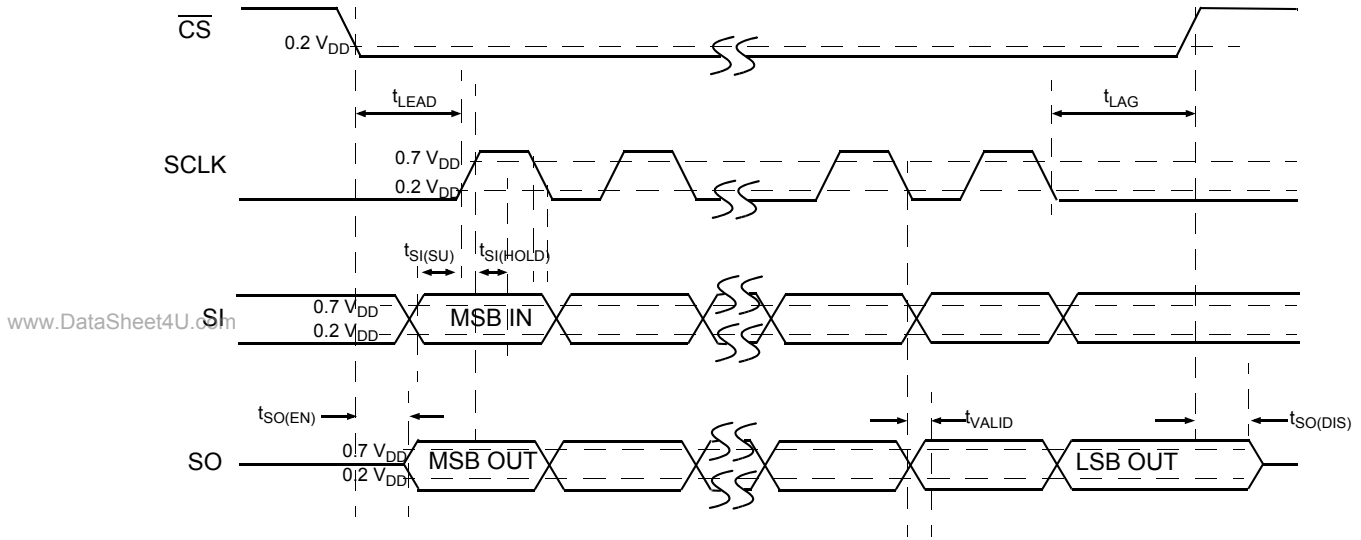 CS
0.2 VDD
tLEAD
tLAG
SCLK
0.7 VDD
0.2 VDD
tSI(SU)
tSI(HOLD)
www.DataSheet4U.com
SI
0.7 VDD
0.2 VDD
MSB IN
tSO(EN)
tVALID
tSO(DIS)
SO
0.7 VDD
0.2 VDD
MSB OUT
LSB OUT